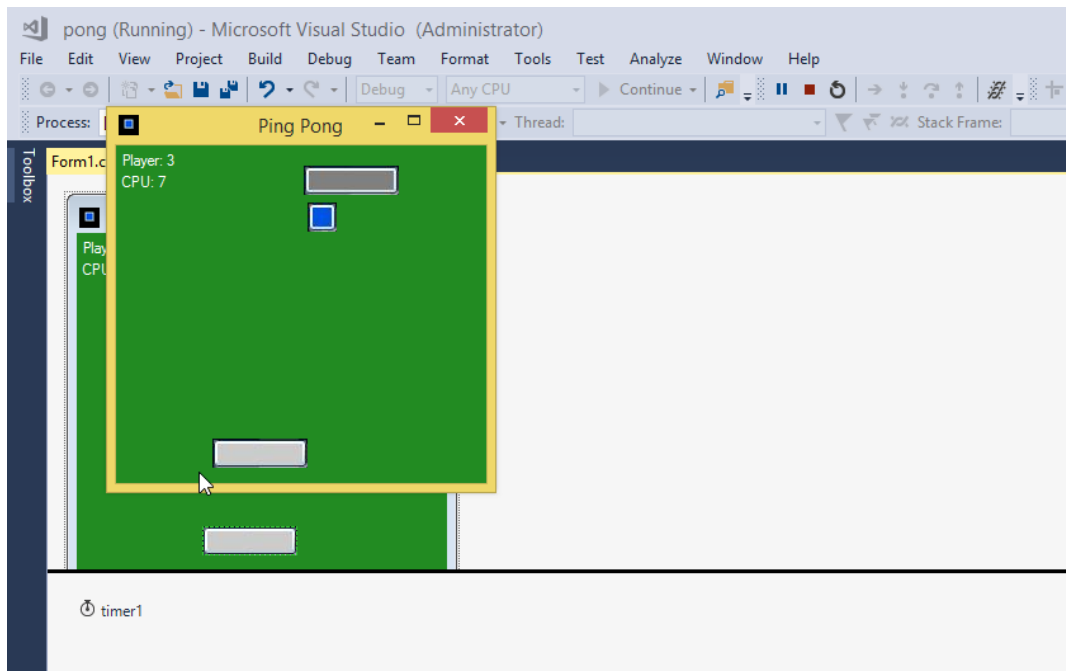 pong (Running) - Microsoft Visual Studio (Administrator)
File Edit View Project Build Debug Team Format Tools Test Analyze Window Help
Debug Any CPU Continue
Process: Thread: Stack Frame:
Ping Pong
Toolbox
Form1.c
Player: 3
CPU: 7
Play
CPU
timer1